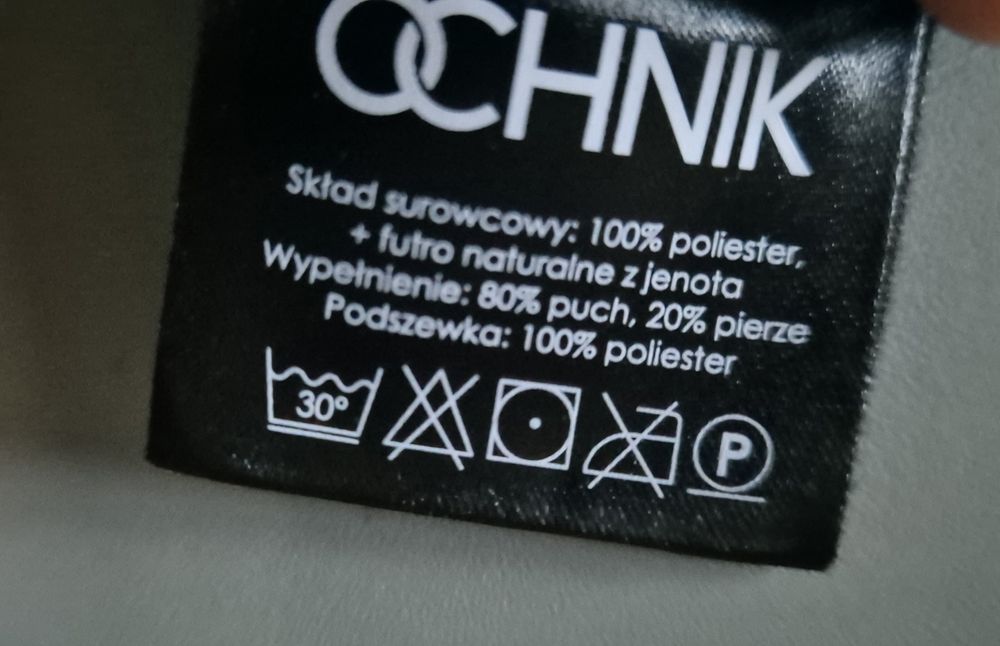 OCHNIK
Skład surowcowy: 100% poliester,
+ futro naturalne z jenota
Wypełnienie: 80% puch, 20% pierze
Podszewka: 100% poliester
30° P